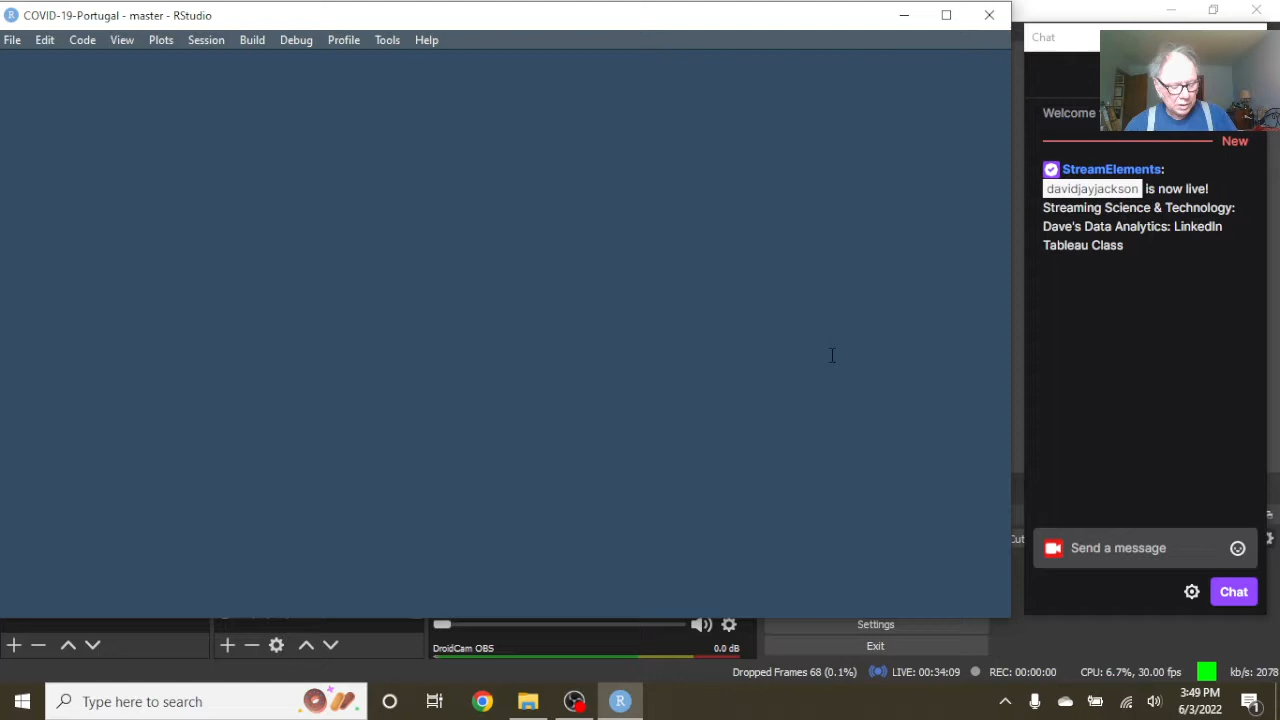 COVID-19-Portugal - master - RStudio
File Edit Code View Plots Session Build Debug Profile Tools Help
Chat
Welcome
New
StreamElements:
davidjayjackson is now live!
Streaming Science & Technology:
Dave's Data Analytics: LinkedIn
Tableau Class
Send a message
Chat
Settings
Exit
DroidCam OBS 0.0 dB
Dropped Frames 68 (0.1%) LIVE: 00:34:09 REC: 00:00:00 CPU: 6.7%, 30.00 fps kb/s: 2078
Type here to search
3:49 PM
6/3/2022
1